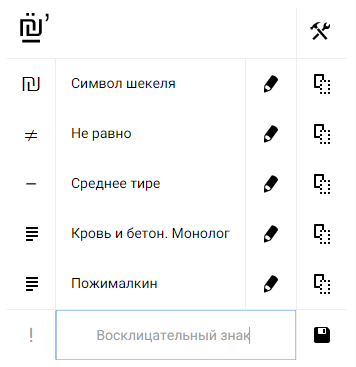 ₪̈’
₪ Символ шекеля
≠ Не равно
– Среднее тире
Кровь и бетон. Монолог
Пожималкин
! Восклицательный знак